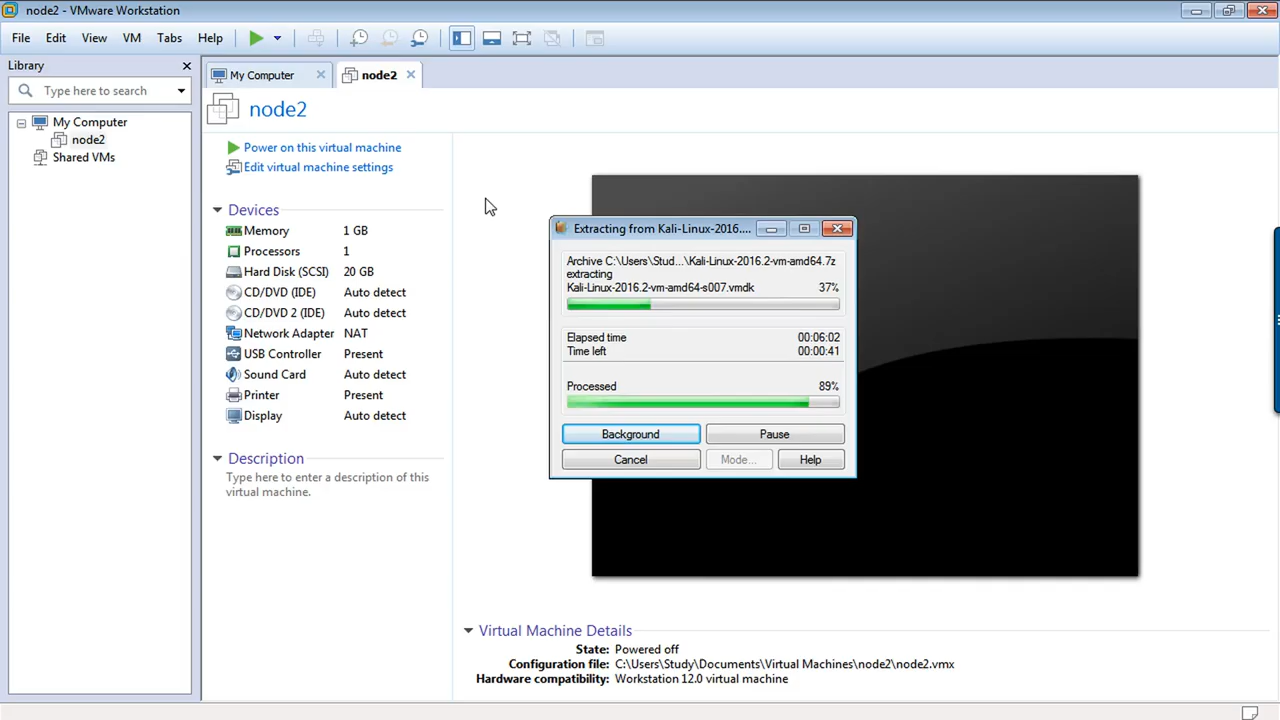 node2 - VMware Workstation
File Edit View VM Tabs Help
Library
My Computer
node2
Type here to search
node2
My Computer
node2
Shared VMs
Power on this virtual machine
Edit virtual machine settings
Devices
Memory 1 GB
Processors 1
Hard Disk (SCSI) 20 GB
CD/DVD (IDE) Auto detect
CD/DVD 2 (IDE) Auto detect
Network Adapter NAT
USB Controller Present
Sound Card Auto detect
Printer Present
Display Auto detect
Description
Type here to enter a description of this
virtual machine.
Extracting from Kali-Linux-2016....
Archive C:\Users\Stud...\Kali-Linux-2016.2-vm-amd64.7z
extracting
Kali-Linux-2016.2-vm-amd64-s007.vmdk 37%
Elapsed time 00:06:02
Time left 00:00:41
Processed 89%
Background Pause
Cancel Mode... Help
Virtual Machine Details
State: Powered off
Configuration file: C:\Users\Study\Documents\Virtual Machines\node2\node2.vmx
Hardware compatibility: Workstation 12.0 virtual machine